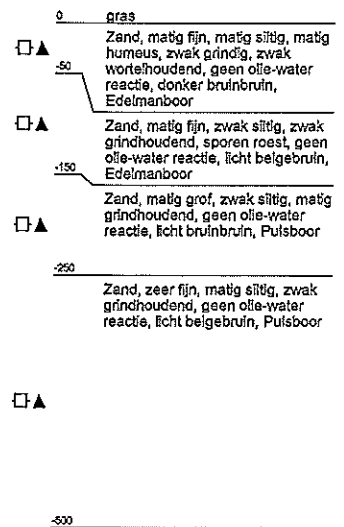 0 gras
Zand, matig fijn, matig siltig, matig
humeus, zwak grindig, zwak
-50 wortelhoudend, geen olie-water
reactie, donker bruinbruin,
Edelmanboor
Zand, matig fijn, zwak siltig, zwak
grindhoudend, sporen roest, geen
olie-water reactie, licht beigebruin,
-150 Edelmanboor
Zand, matig grof, zwak siltig, matig
grindhoudend, geen olie-water
reactie, licht bruinbruin, Pulsboor
-250
Zand, zeer fijn, matig siltig, zwak
grindhoudend, geen olie-water
reactie, licht beigebruin, Pulsboor
-500